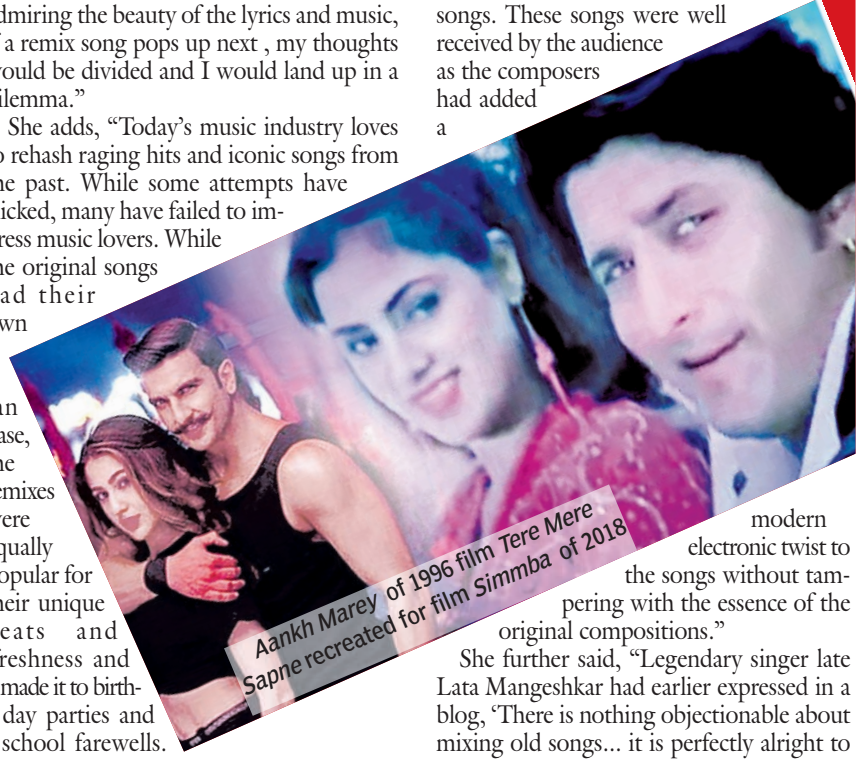 dmiring the beauty of the lyrics and music,
f a remix song pops up next , my thoughts
ould be divided and I would land up in a
ilemma.”
She adds, “Today’s music industry loves
o rehash raging hits and iconic songs from
he past. While some attempts have
licked, many have failed to im-
ress music lovers. While
he original songs
ad their
wn
an
ase,
he
emixes
ere
qually
opular for
heir unique
eats and
freshness and
made it to birth-
day parties and
school farewells.
songs. These songs were well
received by the audience
as the composers
had added
a
modern
electronic twist to
the songs without tam-
pering with the essence of the
original compositions.”
She further said, “Legendary singer late
Lata Mangeshkar had earlier expressed in a
blog, ‘There is nothing objectionable about
mixing old songs... it is perfectly alright to
Aankh Marey of 1996 film Tere Mere
Sapne recreated for film Simmba of 2018